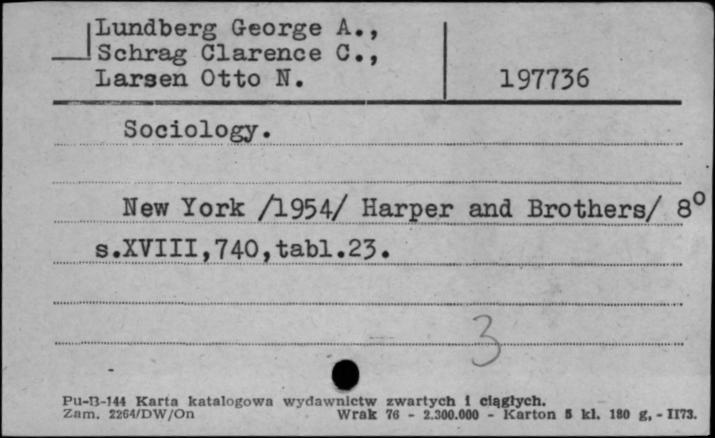 Lundberg George A.,
Schrag Clarence C.,
Larsen Otto N.
197736
Sociology.
New York /1954/ Harper and Brothers/ 8°
s.XVIII,740,tabl.23.
3
Pu-B-144 Karta katalogowa wydawnictw zwartych i ciągłych.
Zam. 2264/DW/On Wrak 76 - 2.300.000 - Karton 5 kl. 180 g. - II73.